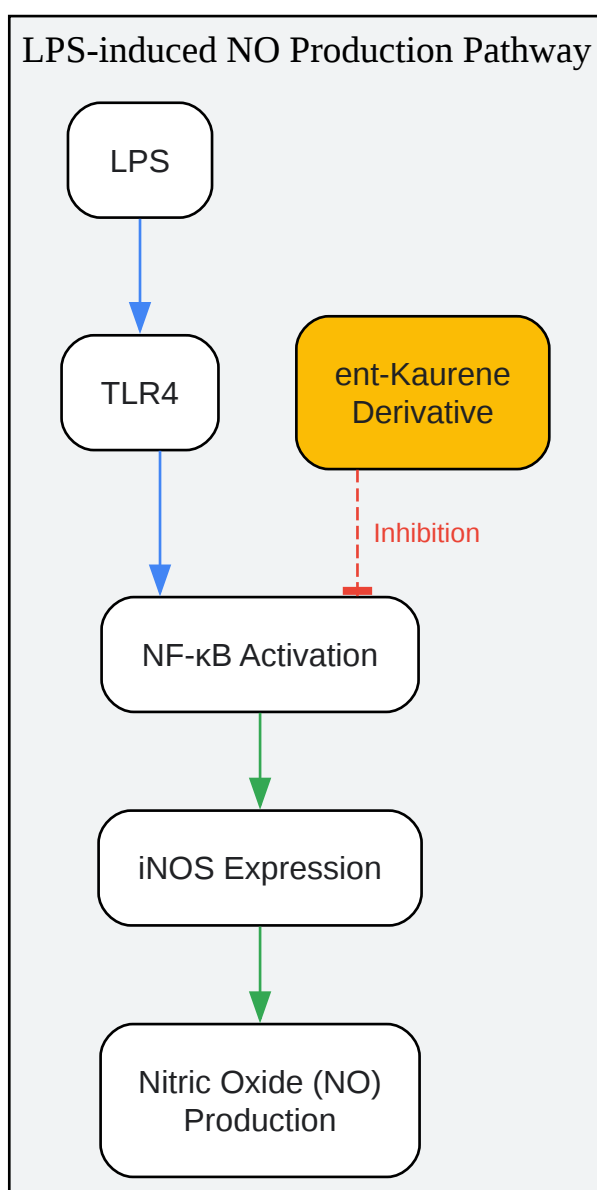 LPS-induced NO Production Pathway
LPS
TLR4
ent-Kaurene
Derivative
Inhibition
NF-κB Activation
iNOS Expression
Nitric Oxide (NO)
Production